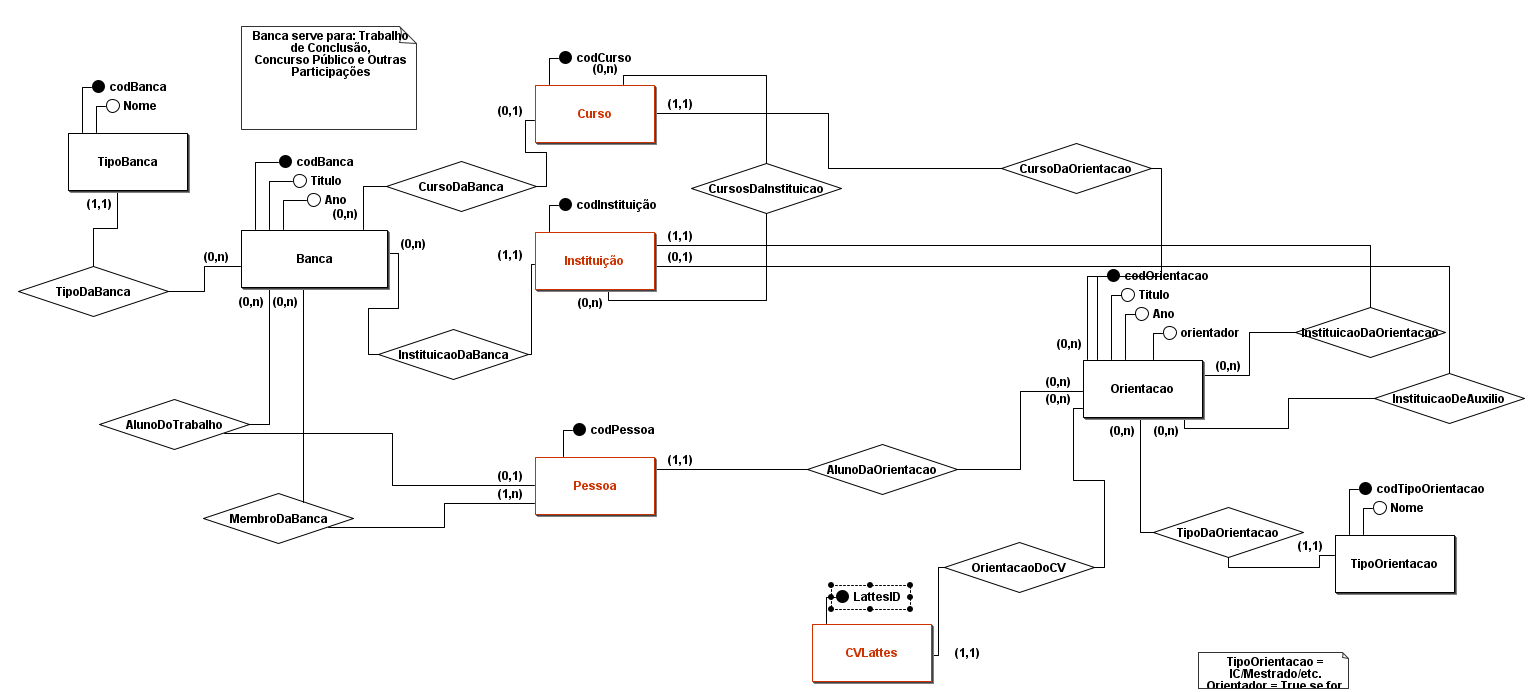 Banca serve para: Trabalho
de Conclusão,
Concurso Público e Outras
Participações
codCurso
(0,n)
codBanca
Nome
(0,1)
Curso
(1,1)
TipoBanca
codBanca
Titulo
Ano
(0,n)
CursoDaBanca
CursosDaInstituicao
CursoDaOrientacao
(1,1)
codInstituição
(0,n)
(0,n)
Banca
(1,1)
Instituição
(1,1)
(0,1)
(0,n)
TipoDaBanca
(0,n)
(0,n)
codOrientacao
Titulo
Ano
orientador
(0,n)
InstituicaoDaOrientacao
InstituicaoDaBanca
(0,n)
(0,n)
(0,n)
Orientacao
InstituicaoDeAuxilio
AlunoDoTrabalho
codPessoa
(0,n)
(0,n)
(1,1)
AlunoDaOrientacao
(0,1)
(1,n)
Pessoa
codTipoOrientacao
Nome
MembroDaBanca
TipoDaOrientacao
(1,1)
TipoOrientacao
OrientacaoDoCV
LattesID
CVLattes
(1,1)
TipoOrientacao =
IC/Mestrado/etc.
Orientador = True se for